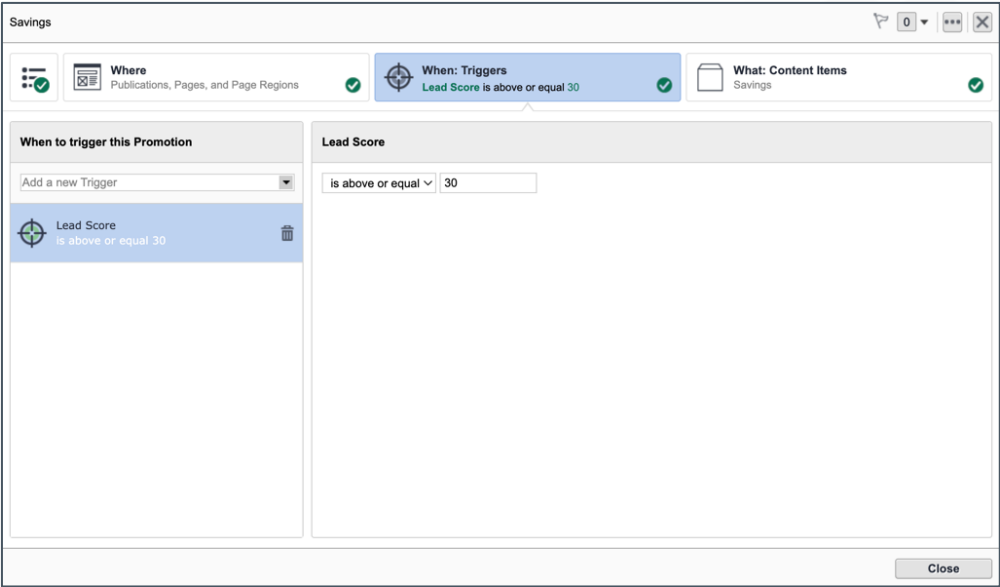 Savings
0
Where
Publications, Pages, and Page Regions
When: Triggers
Lead Score is above or equal 30
What: Content Items
Savings
When to trigger this Promotion
Add a new Trigger
Lead Score
is above or equal 30
Lead Score
is above or equal
30
Close